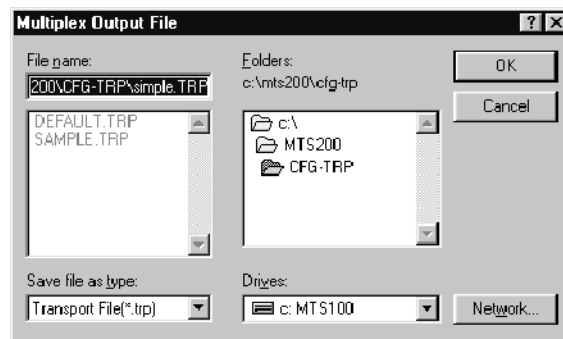 Multiplex Output File
File name:
200\CFG-TRP\simple.TRP
DEFAULT.TRP
SAMPLE.TRP
Save file as type:
Transport File(*.trp)
Folders:
c:\mts200\cfg-trp
c:\
MTS200
CFG-TRP
Drives:
c: MTS100
OK
Cancel
Network...